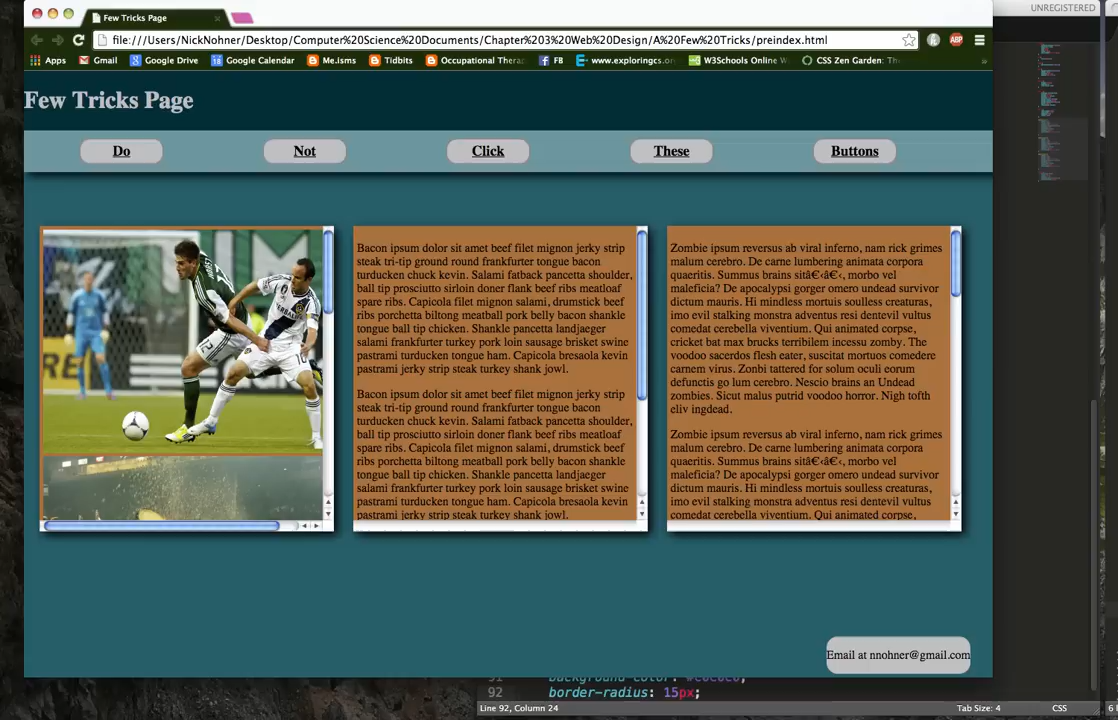 UNREGISTERED
Few Tricks Page
file:///Users/NickNohner/Desktop/Computer%20Science%20Documents/Chapter%203%20Web%20Design/A%20Few%20Tricks/preindex.html
ABP
Apps Gmail Google Drive Google Calendar Me.isms Tidbits Occupational Thera FB www.exploringcs.or W3Schools Online W CSS Zen Garden: The »
Few Tricks Page
Do Not Click These Buttons
Bacon ipsum dolor sit amet beef filet mignon jerky strip
steak tri-tip ground round frankfurter tongue bacon
turducken chuck kevin. Salami fatback pancetta shoulder,
ball tip prosciutto sirloin doner flank beef ribs meatloaf
spare ribs. Capicola filet mignon salami, drumstick beef
ribs porchetta biltong meatball pork belly bacon shankle
tongue ball tip chicken. Shankle pancetta landjaeger
salami frankfurter turkey pork loin sausage brisket swine
pastrami turducken tongue ham. Capicola bresaola kielbasa
pastrami jerky strip steak turkey shank jowl.
Bacon ipsum dolor sit amet beef filet mignon jerky strip
steak tri-tip ground round frankfurter tongue bacon
turducken chuck kevin. Salami fatback pancetta shoulder,
ball tip prosciutto sirloin doner flank beef ribs meatloaf
spare ribs. Capicola filet mignon salami, drumstick beef
ribs porchetta biltong meatball pork belly bacon shankle
tongue ball tip chicken. Shankle pancetta landjaeger
salami frankfurter turkey pork loin sausage brisket swine
pastrami turducken tongue ham. Capicola bresaola kielbasa
pastrami jerky strip steak turkey shank jowl.
Zombie ipsum reversus ab viral inferno, nam rick grimes
malum cerebro. De carne lumbering animata corpora
quaeritis. Summus brains sitâ€‹â€‹, morbo vel
maleficia? De apocalypsi gorger omero undead survivor
dictum mauris. Hi mindless mortuis soulless creaturas,
imo evil stalking monstra adventus resi dentevil vultus
comedat cerebella viventium. Qui animated corpse,
cricket bat max brucks terribilem incessu zomby. The
voodoo sacerdos flesh eater, suscitat mortuos comedere
carnem virus. Zonbi tattered for solum oculi eorum
defunctis go lum cerebro. Nescio brains an Undead
zombies. Sicut malus putrid voodoo horror. Nigh tofth
eliv ingdead.
Zombie ipsum reversus ab viral inferno, nam rick grimes
malum cerebro. De carne lumbering animata corpora
quaeritis. Summus brains sitâ€‹â€‹, morbo vel
maleficia? De apocalypsi gorger omero undead survivor
dictum mauris. Hi mindless mortuis soulless creaturas,
imo evil stalking monstra adventus resi dentevil vultus
comedat cerebella viventium. Qui animated corpse,
Email at nnohner@gmail.com
92 border-radius: 15px;
Line 92, Column 24 Tab Size: 4 CSS